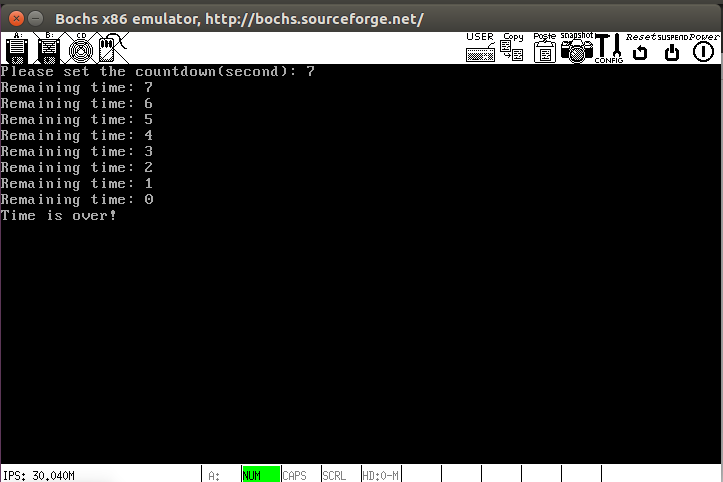 Bochs x86 emulator, http://bochs.sourceforge.net/
A: B: CD USER Copy Paste snapshot CONFIG Reset SUSPEND Power
Please set the countdown(second): 7
Remaining time: 7
Remaining time: 6
Remaining time: 5
Remaining time: 4
Remaining time: 3
Remaining time: 2
Remaining time: 1
Remaining time: 0
Time is over!
IPS: 30.040M A: NUM CAPS SCRL HD:0-M